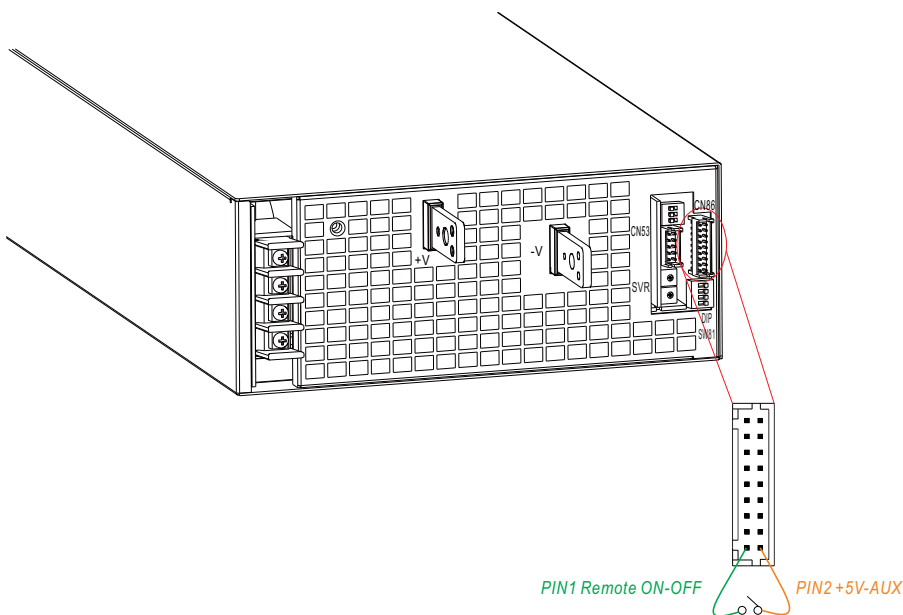 CN86
CN53
+V
-V
SVR
DIP
SW81
PIN1 Remote ON-OFF
PIN2 +5V-AUX